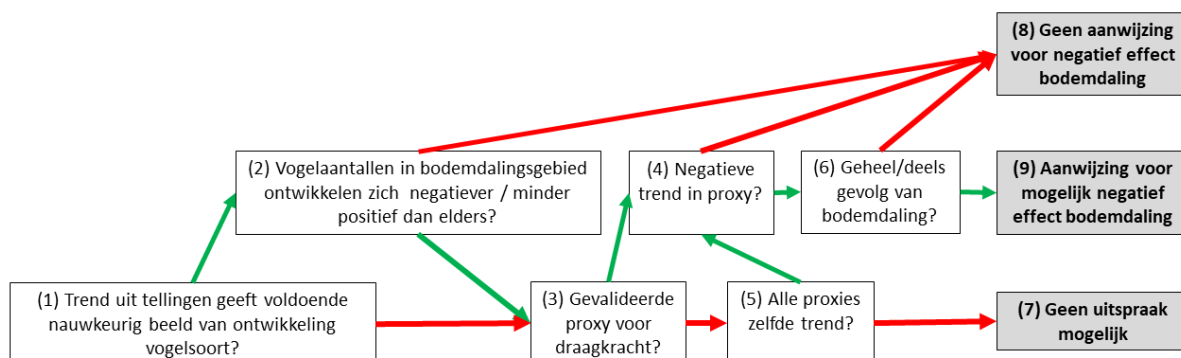 (8) Geen aanwijzing
voor negatief effect
bodemdaling
(2) Vogelaantallen in bodemdalingsgebied
ontwikkelen zich negatiever / minder
positief dan elders?
(4) Negatieve
trend in proxy?
(6) Geheel/deels
gevolg van
bodemdaling?
(9) Aanwijzing voor
mogelijk negatief
effect bodemdaling
(1) Trend uit tellingen geeft voldoende
nauwkeurig beeld van ontwikkeling
vogelsoort?
(3) Gevalideerde
proxy voor
draagkracht?
(5) Alle proxies
zelfde trend?
(7) Geen uitspraak
mogelijk